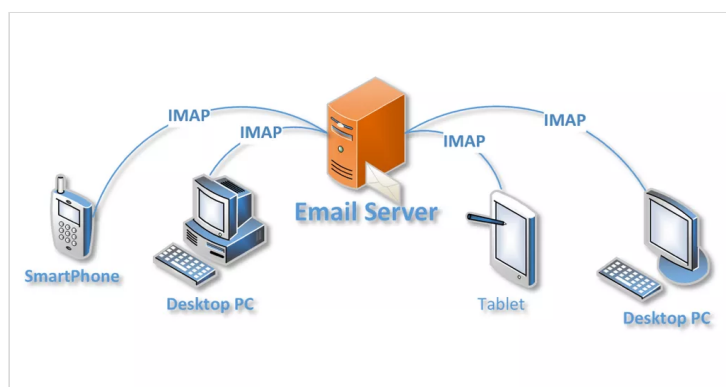 IMAP
IMAP
IMAP
IMAP
Email Server
SmartPhone
Desktop PC
Tablet
Desktop PC